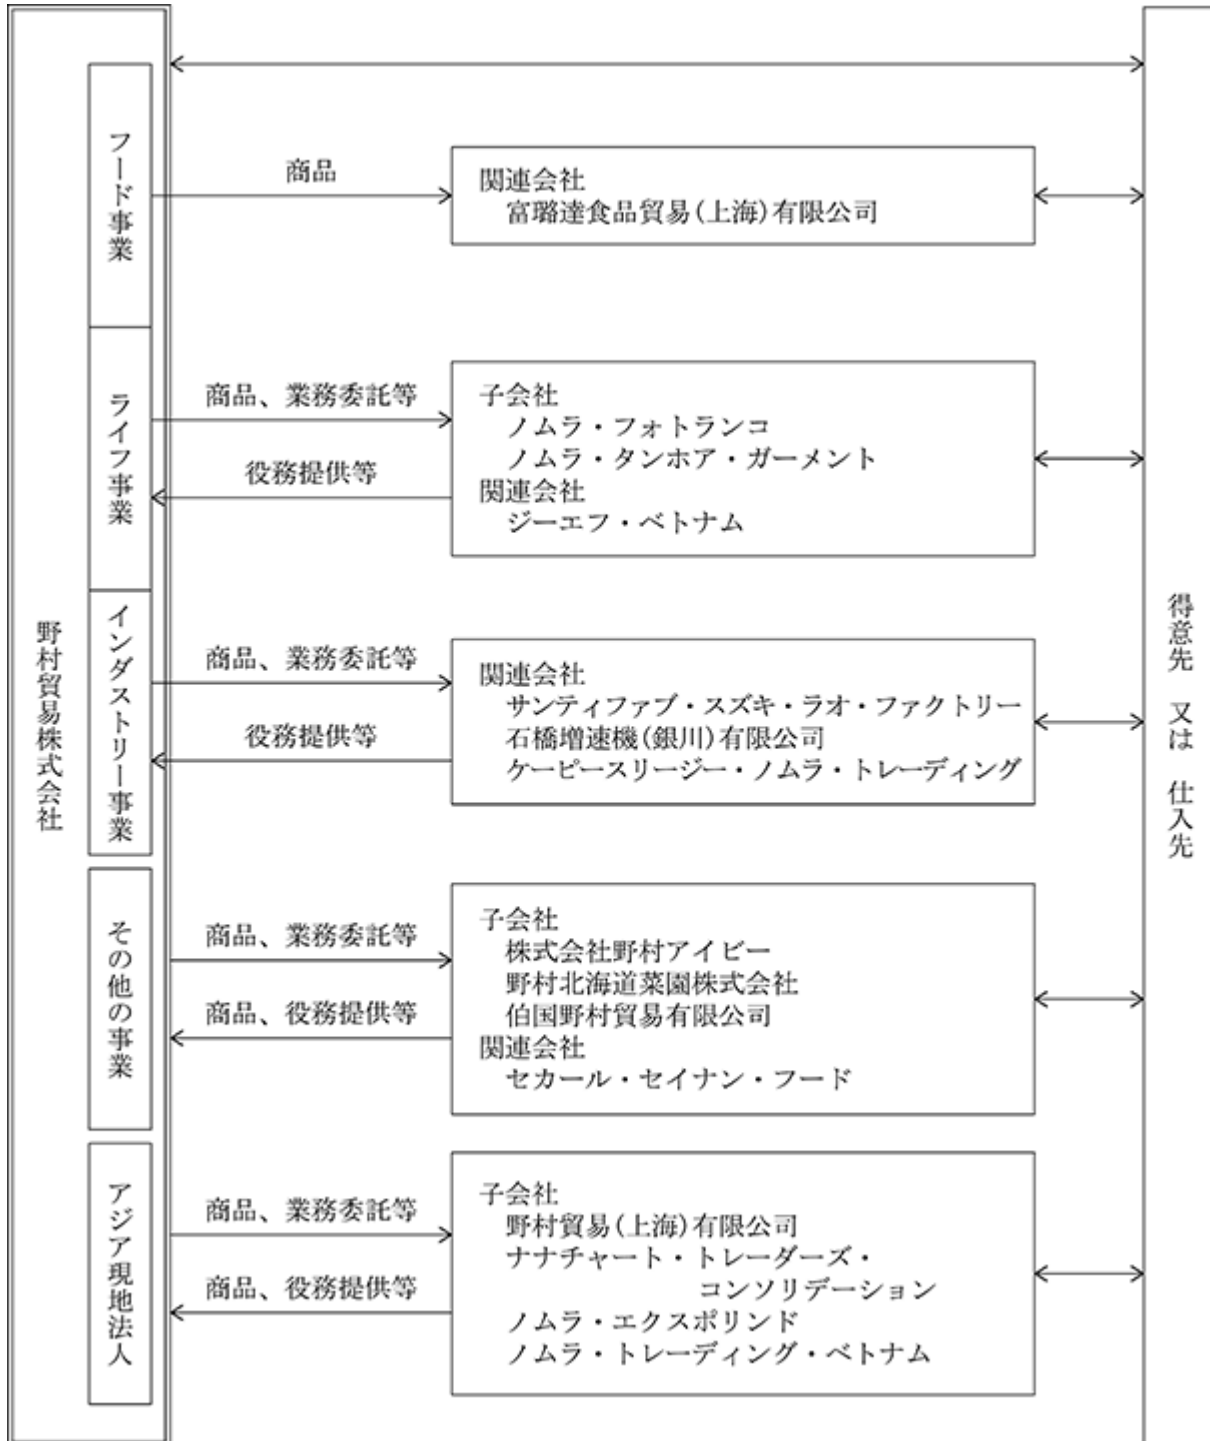 野村貿易株式会社
フード事業
商品
関連会社
富璐達食品貿易(上海)有限公司
ライフ事業
商品、業務委託等
役務提供等
子会社
ノムラ・フォトランコ
ノムラ・タンホア・ガーメント
関連会社
ジーエフ・ベトナム
インダストリー事業
商品、業務委託等
役務提供等
関連会社
サンティファブ・スズキ・ラオ・ファクトリー
石橋増速機(銀川)有限公司
ケーピースリージー・ノムラ・トレーディング
その他の事業
商品、業務委託等
商品、役務提供等
子会社
株式会社野村アイビー
野村北海道菜園株式会社
伯国野村貿易有限公司
関連会社
セカール・セイナン・フード
アジア現地法人
商品、業務委託等
商品、役務提供等
子会社
野村貿易(上海)有限公司
ナナチャート・トレーダーズ・
コンソリデーション
ノムラ・エクスポリンド
ノムラ・トレーディング・ベトナム
得意先 又は 仕入先